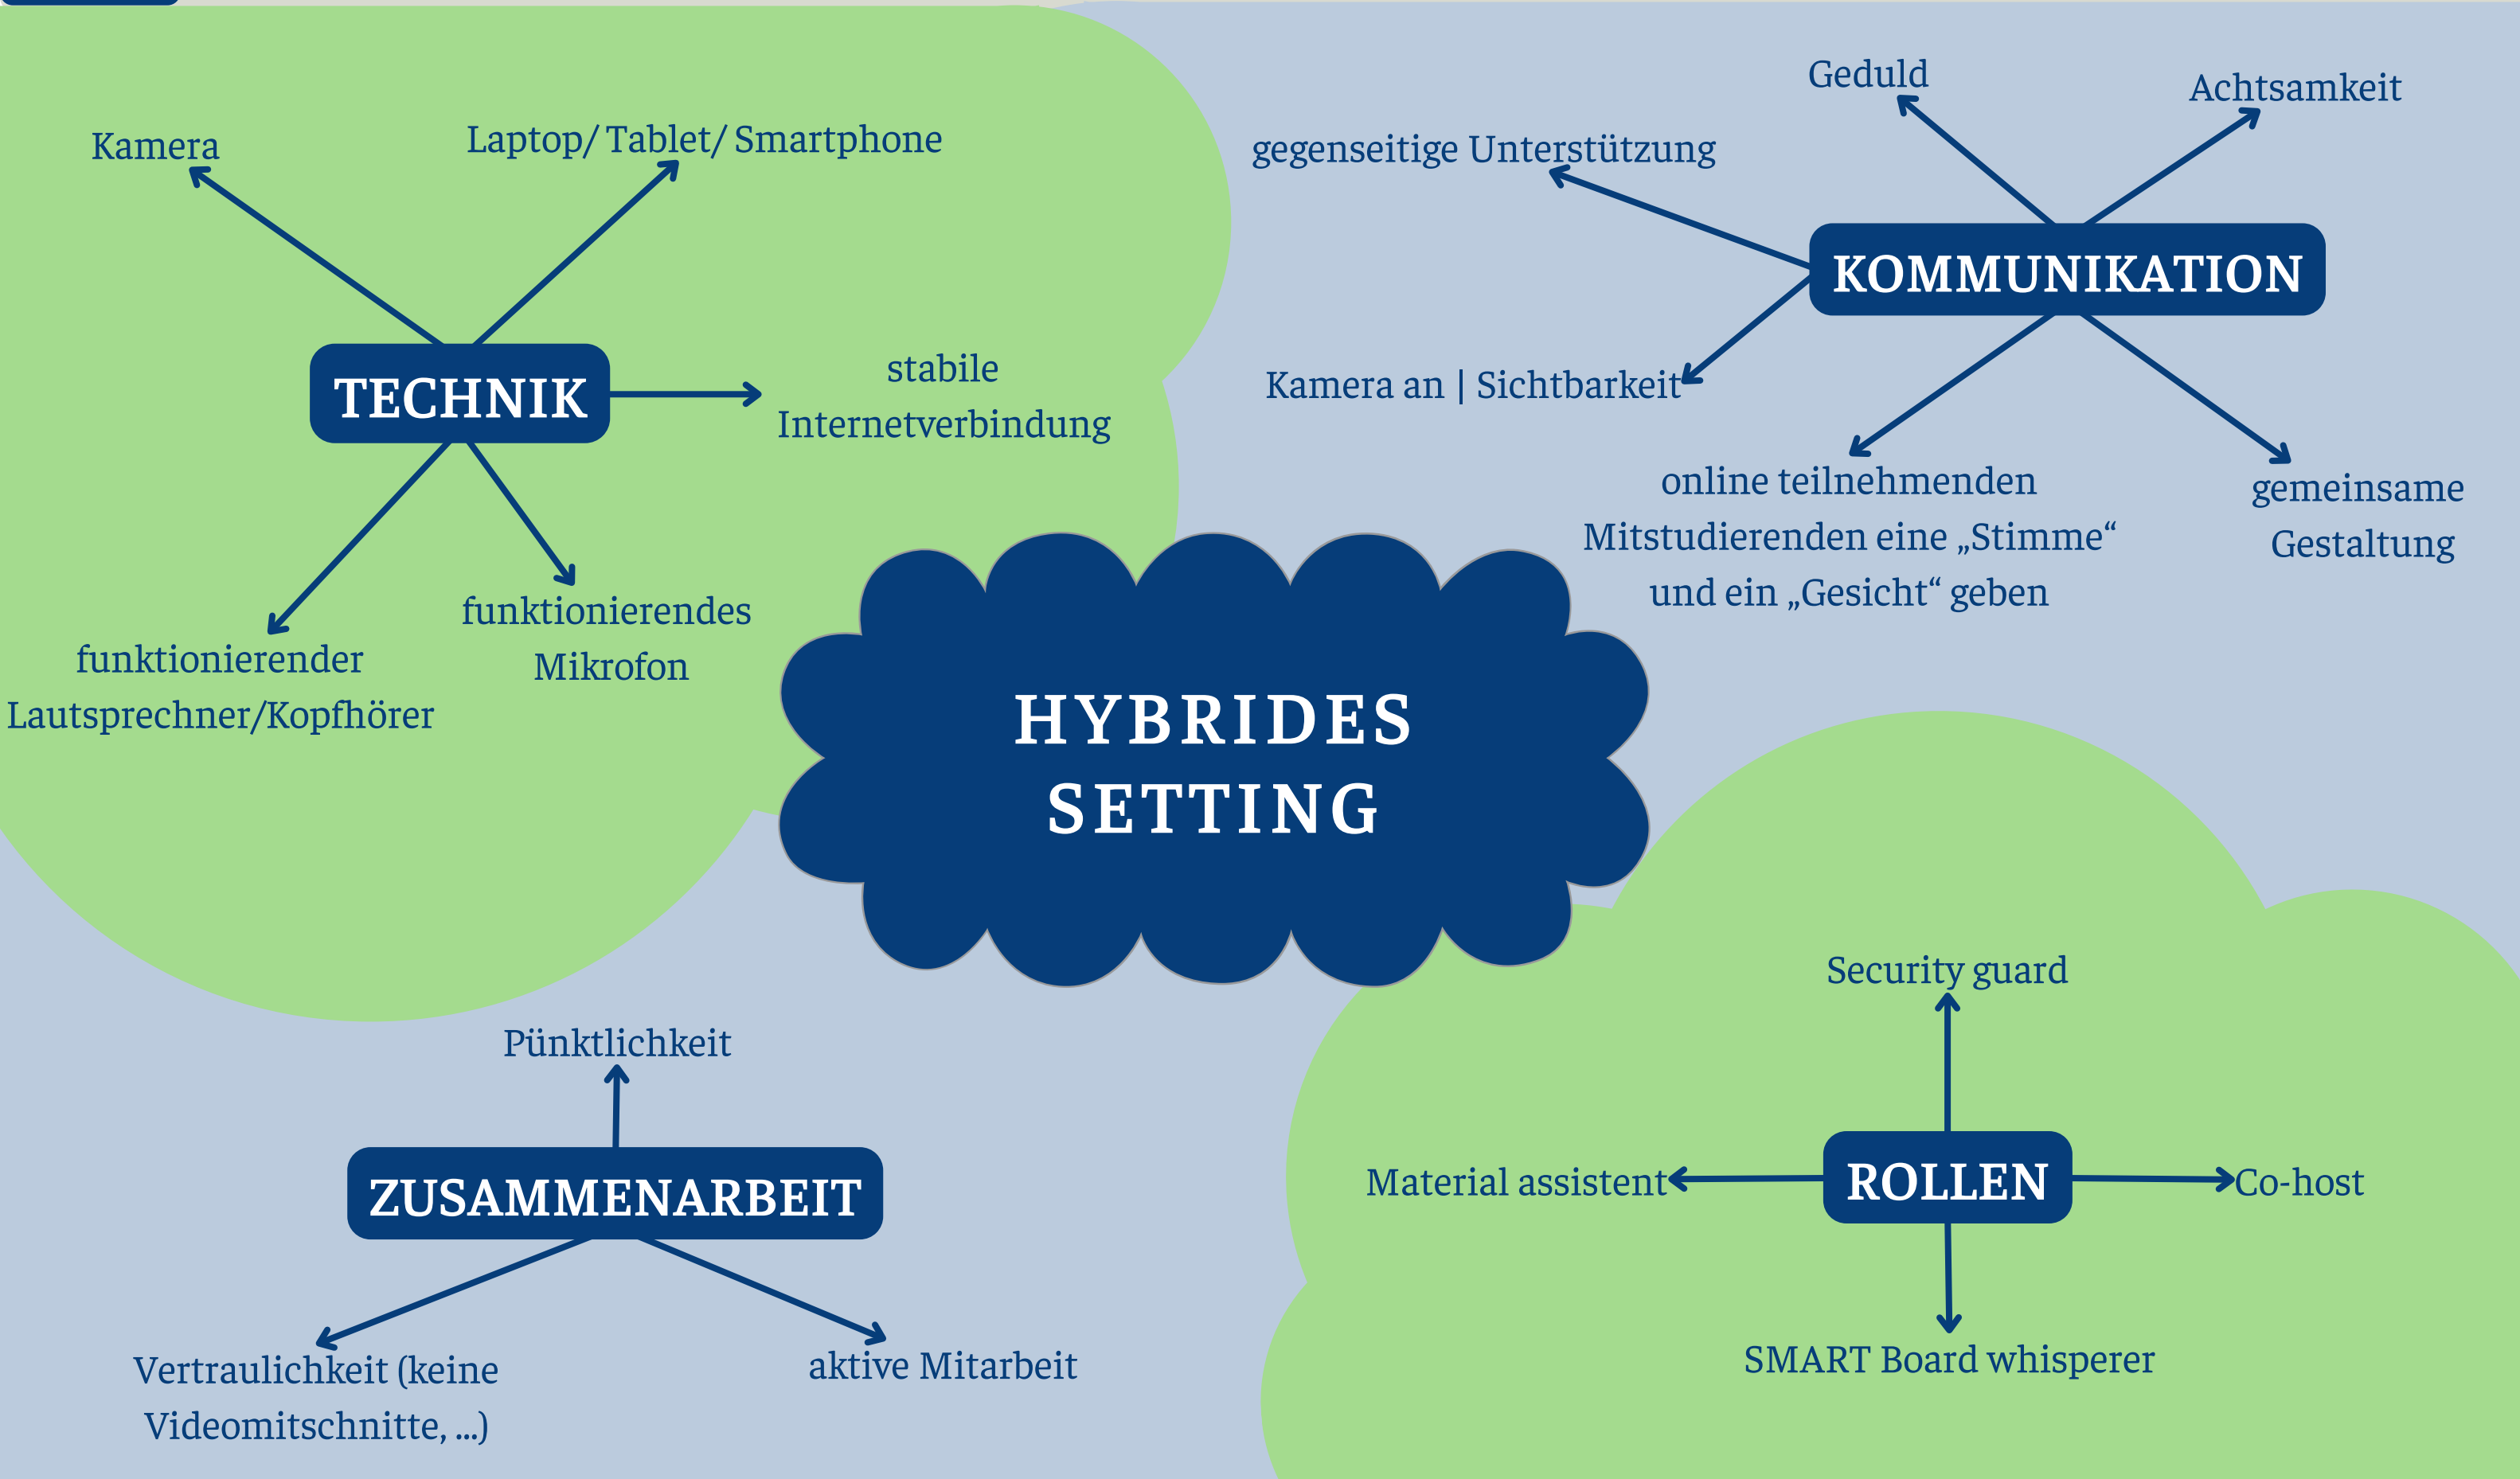 Kamera
Laptop/ Tablet/ Smartphone
TECHNIK
stabile
Internetverbindung
funktionierendes
Mikrofon
funktionierender
Lautsprechner/Kopfhörer
Geduld
Achtsamkeit
gegenseitige Unterstützung
KOMMUNIKATION
Kamera an | Sichtbarkeit
online teilnehmenden
Mitstudierenden eine „Stimme“
und ein „Gesicht“ geben
gemeinsame
Gestaltung
HYBRIDES
SETTING
Pünktlichkeit
ZUSAMMENARBEIT
Vertraulichkeit (keine
Videomitschnitte, ...)
aktive Mitarbeit
Security guard
Material assistent
ROLLEN
Co-host
SMART Board whisperer